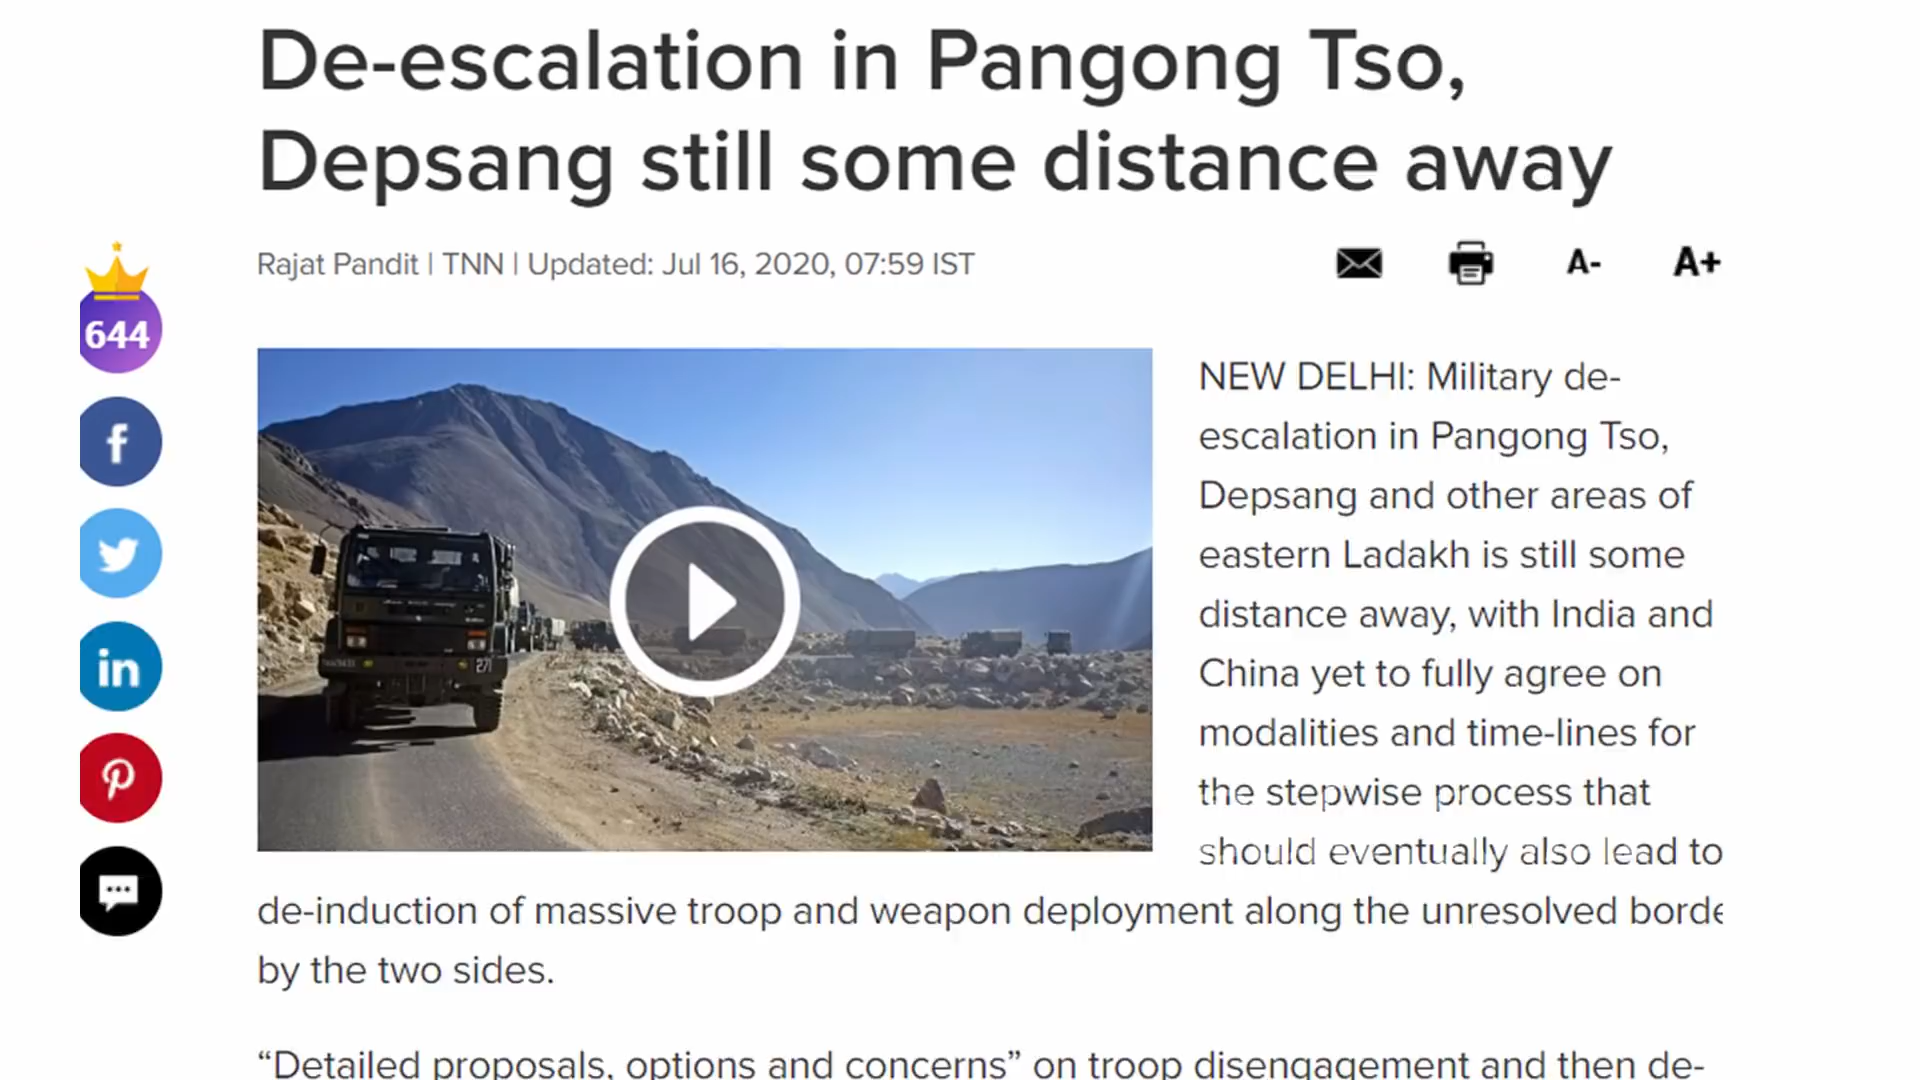 De-escalation in Pangong Tso,
Depsang still some distance away
Rajat Pandit | TNN | Updated: Jul 16, 2020, 07:59 IST
A- A+
644
NEW DELHI: Military de-
escalation in Pangong Tso,
Depsang and other areas of
eastern Ladakh is still some
distance away, with India and
China yet to fully agree on
modalities and time-lines for
the stepwise process that
should eventually also lead to
de-induction of massive troop and weapon deployment along the unresolved borde
by the two sides.
“Detailed proposals, options and concerns” on troop disengagement and then de-
f
in
271